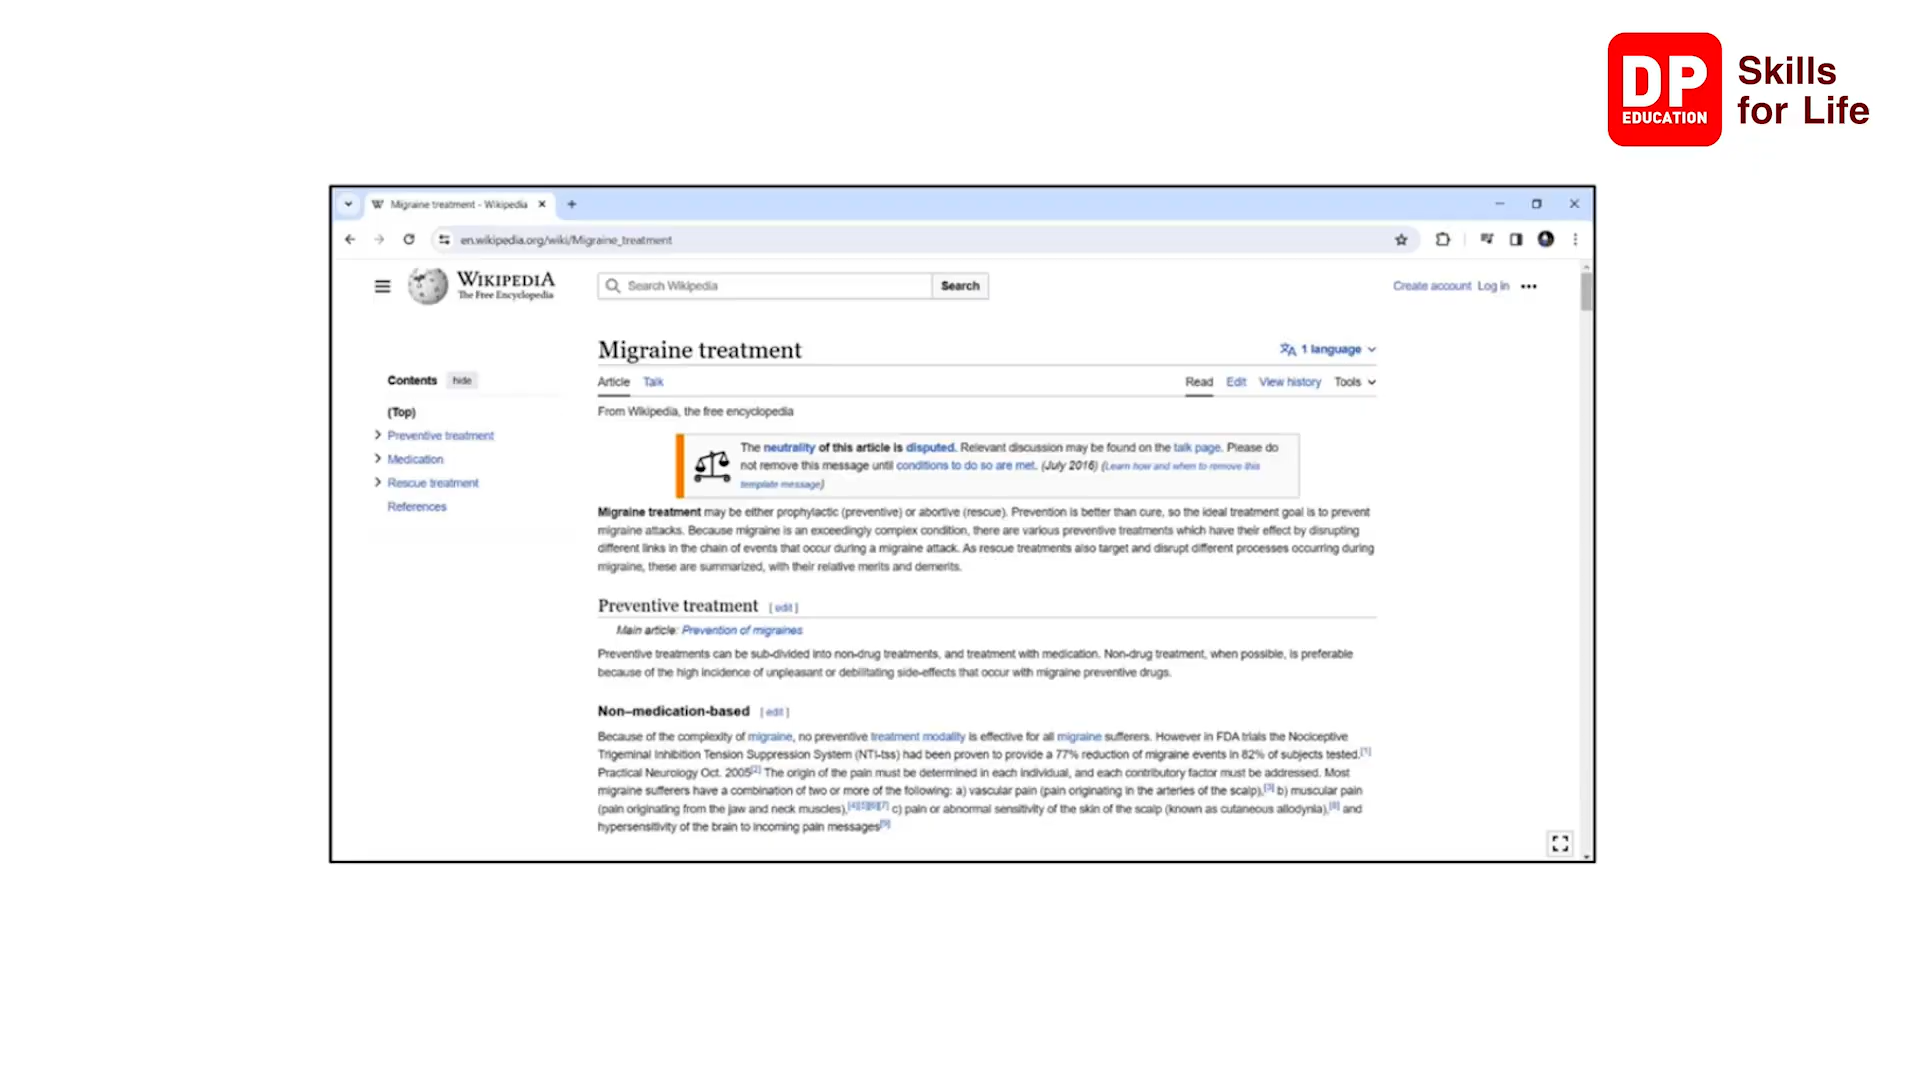 DP
EDUCATION
Skills
for Life
Migraine treatment - Wikipedia
en.wikipedia.org/wiki/Migraine_treatment
WIKIPEDIA
The Free Encyclopedia
Search Wikipedia
Search
Create account Log in
Migraine treatment
1 language
Contents hide
(Top)
Preventive treatment
Medication
Rescue treatment
References
Article Talk
Read Edit View history Tools
From Wikipedia, the free encyclopedia
The neutrality of this article is disputed. Relevant discussion may be found on the talk page. Please do
not remove this message until conditions to do so are met. (July 2016) (Learn how and when to remove this
template message)
Migraine treatment may be either prophylactic (preventive) or abortive (rescue). Prevention is better than cure, so the ideal treatment goal is to prevent
migraine attacks. Because migraine is an exceedingly complex condition, there are various preventive treatments which have their effect by disrupting
different links in the chain of events that occur during a migraine attack. As rescue treatments also target and disrupt different processes occurring during
migraine, these are summarized, with their relative merits and demerits.
Preventive treatment [ edit ]
Main article: Prevention of migraines
Preventive treatments can be sub-divided into non-drug treatments, and treatment with medication. Non-drug treatment, when possible, is preferable
because of the high incidence of unpleasant or debilitating side-effects that occur with migraine preventive drugs.
Non–medication-based [ edit ]
Because of the complexity of migraine, no preventive treatment modality is effective for all migraine sufferers. However in FDA trials the Nociceptive
Trigeminal Inhibition Tension Suppression System (NTI-tss) had been proven to provide a 77% reduction of migraine events in 82% of subjects tested.[1]
Practical Neurology Oct. 2005[2] The origin of the pain must be determined in each individual, and each contributory factor must be addressed. Most
migraine sufferers have a combination of two or more of the following: a) vascular pain (pain originating in the arteries of the scalp),[3] b) muscular pain
(pain originating from the jaw and neck muscles),[4][5][6][7] c) pain or abnormal sensitivity of the skin of the scalp (known as cutaneous allodynia),[8] and
hypersensitivity of the brain to incoming pain messages[9]